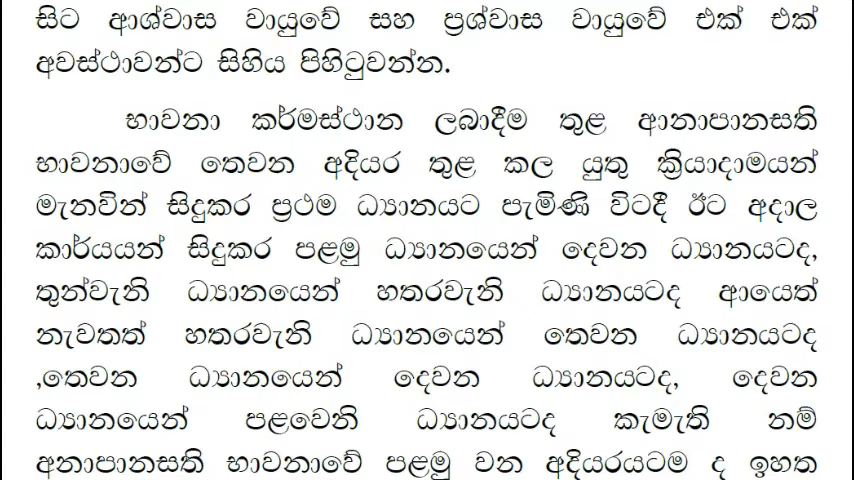 සිට ආශ්වාස වායුවේ සහ ප්‍රශ්වාස වායුවේ එක් එක්
අවස්ථාවන්ට සිහිය පිහිටුවන්න.
භාවනා කර්මස්ථාන ලබාදීම තුළ ආනාපානසති
භාවනාවේ තෙවන අදියර තුළ කල යුතු ක්‍රියාදාමයන්
මැනවින් සිදුකර ප්‍රථම ධ්‍යානයට පැමිණි විටදී ඊට අදාල
කාර්යයන් සිදුකර පළමු ධ්‍යානයෙන් දෙවන ධ්‍යානයටද,
තුන්වැනි ධ්‍යානයෙන් හතරවැනි ධ්‍යානයටද ආයෙත්
නැවතත් හතරවැනි ධ්‍යානයෙන් තෙවන ධ්‍යානයටද
,තෙවන ධ්‍යානයෙන් දෙවන ධ්‍යානයටද, දෙවන
ධ්‍යානයෙන් පළවෙනි ධ්‍යානයටද කැමැති නම්
අනාපානසති භාවනාවේ පළමු වන අදියරයටම ද ඉහත